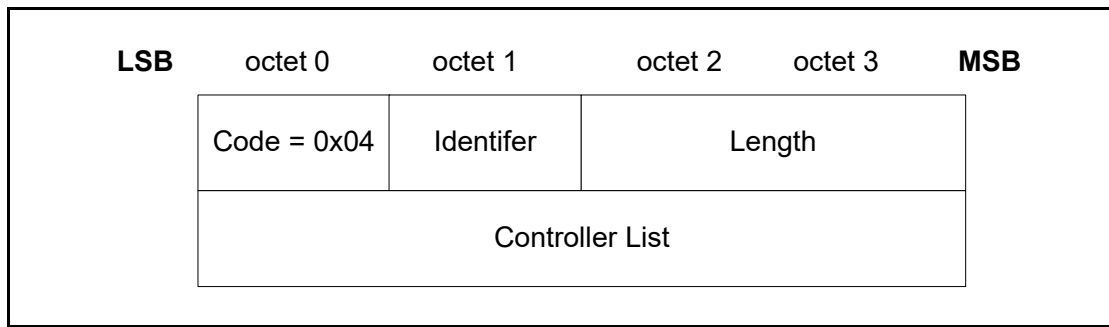 LSB octet 0 octet 1 octet 2 octet 3 MSB
Code = 0x04 Identifer Length
Controller List